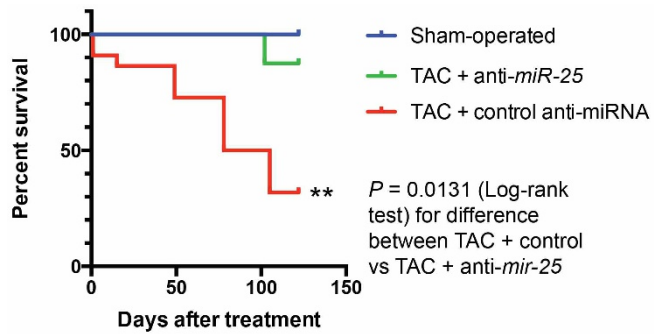 100
50
0
0
50
100
150
Percent survival
Days after treatment
**
Sham-operated
TAC + anti-miR-25
TAC + control anti-miRNA
P = 0.0131 (Log-rank
test) for difference
between TAC + control
vs TAC + anti-mir-25